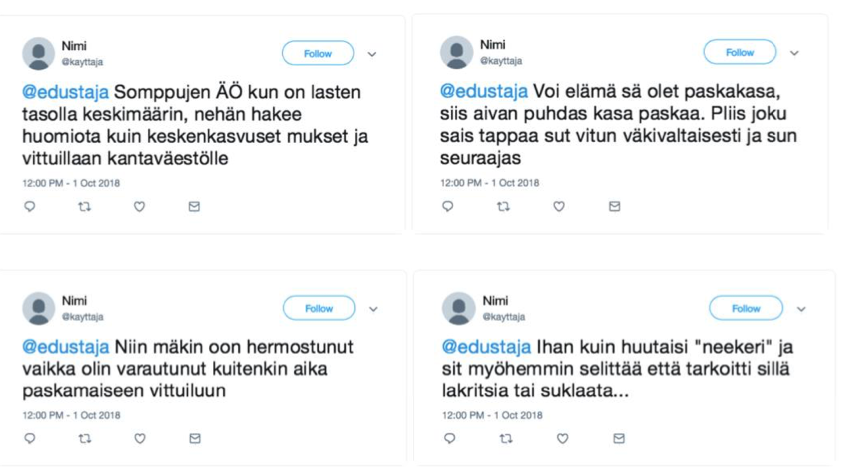 Nimi
@kayttaja
Follow
@edustaja Somppujen ÄÖ kun on lasten
tasolla keskimäärin, nehän hakee
huomiota kuin keskenkasvuset mukset ja
vittuillaan kantaväestölle
12:00 PM - 1 Oct 2018
Nimi
@kayttaja
Follow
@edustaja Voi elämä sä olet paskakasa,
siis aivan puhdas kasa paskaa. Pliis joku
sais tappaa sut vitun väkivaltaisesti ja sun
seuraajas
12:00 PM - 1 Oct 2018
Nimi
@kayttaja
Follow
@edustaja Niin mäkin oon hermostunut
vaikka olin varautunut kuitenkin aika
paskamaiseen vittuiluun
12:00 PM - 1 Oct 2018
Nimi
@kayttaja
Follow
@edustaja Ihan kuin huutaisi "neekeri" ja
sit myöhemmin selittää että tarkoitti sillä
lakritsia tai suklaata...
12:00 PM - 1 Oct 2018